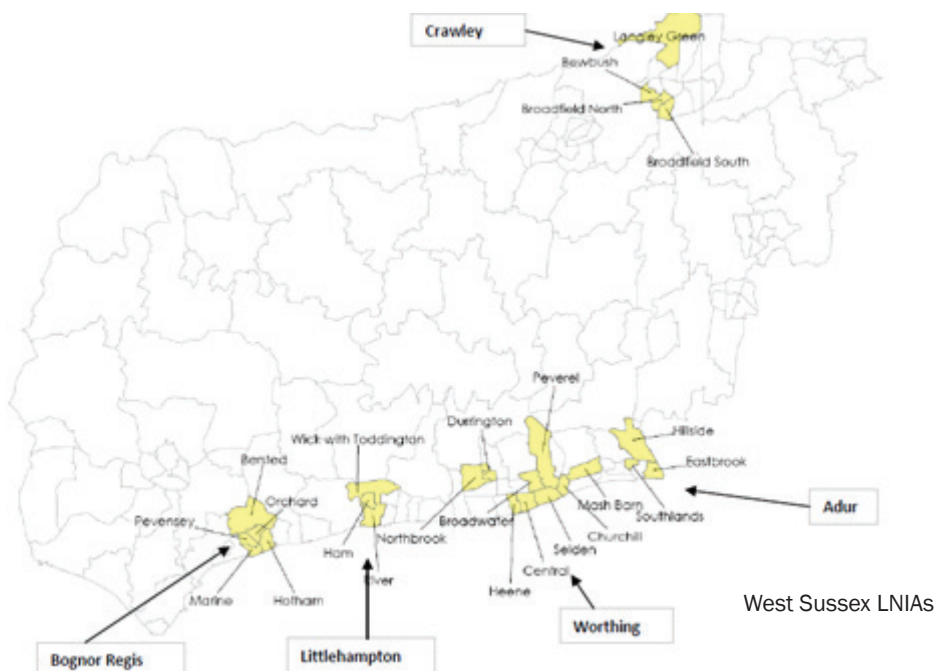 Crawley
Langley Green
Bewbush
Broadfield North
Broadfield South
Peverel
Durrington
Wick with Toddington
Hillside
Bersted
Eastbrook
Orchard
Pevensey
Mash Barn
Southlands
Adur
Broadwater
Northbrook
Churchill
Ham
Selden
River
Central
Marine
Hotham
Heene
West Sussex LNIAs
Worthing
Littlehampton
Bognor Regis